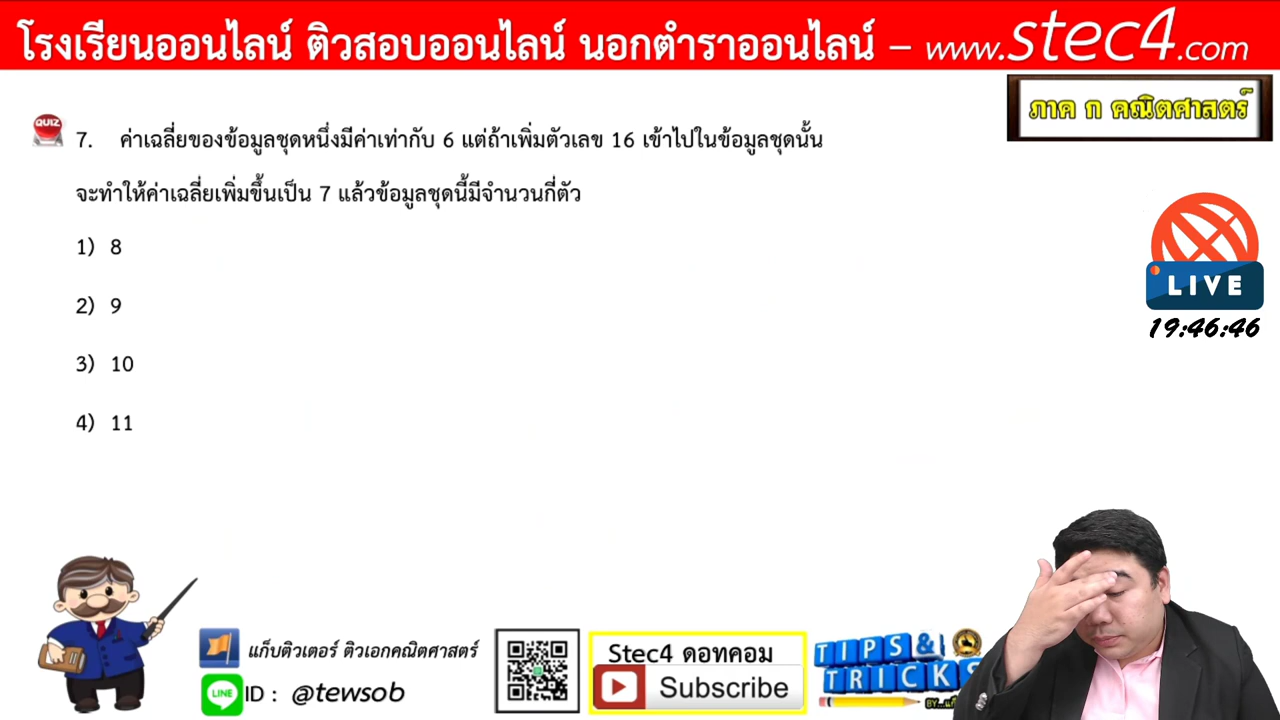 โรงเรียนออนไลน์ ติวสอบออนไลน์ นอกตำราออนไลน์ – www.stec4.com
ภาค ก คณิตศาสตร์
QUIZ
7. ค่าเฉลี่ยของข้อมูลชุดหนึ่งมีค่าเท่ากับ 6 แต่ถ้าเพิ่มตัวเลข 16 เข้าไปในข้อมูลชุดนั้น
จะทำให้ค่าเฉลี่ยเพิ่มขึ้นเป็น 7 แล้วข้อมูลชุดนี้มีจำนวนกี่ตัว
1) 8
2) 9
3) 10
4) 11
LIVE
19:46:46
แก็บติวเตอร์ ติวเอกคณิตศาสตร์
LINE ID : @tewsob
Stec4 ดอทคอม
Subscribe
TIPS &
TRICKS